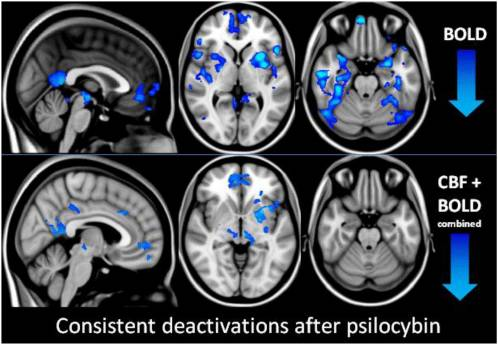 BOLD
CBF +
BOLD
combined
Consistent deactivations after psilocybin